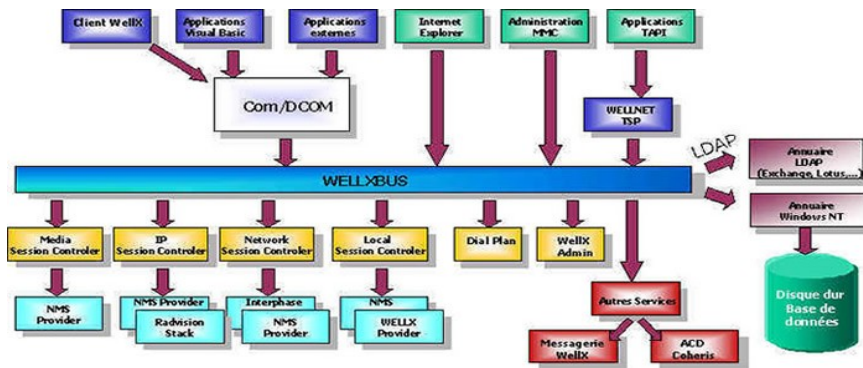 Client WellX
Applications
Visual Basic
Applications
externes
Internet
Explorer
Administration
MMC
Applications
TAPI
Com/DCOM
WELLNET
TSP
LDAP
Annuaire
LDAP
(Exchange, Lotus,...)
WELLXBUS
Annuaire
Windows NT
Media
Session Controler
IP
Session Controler
Network
Session Controler
Local
Session Controler
Dial Plan
WellX
Admin
NMS
Provider
NMS Provider
Radvision
Stack
Interphase
NMS
Provider
NMS
WELLX
Provider
Autres Services
Messagerie
WellX
ACD
Coheris
Disque dur
Base de
données